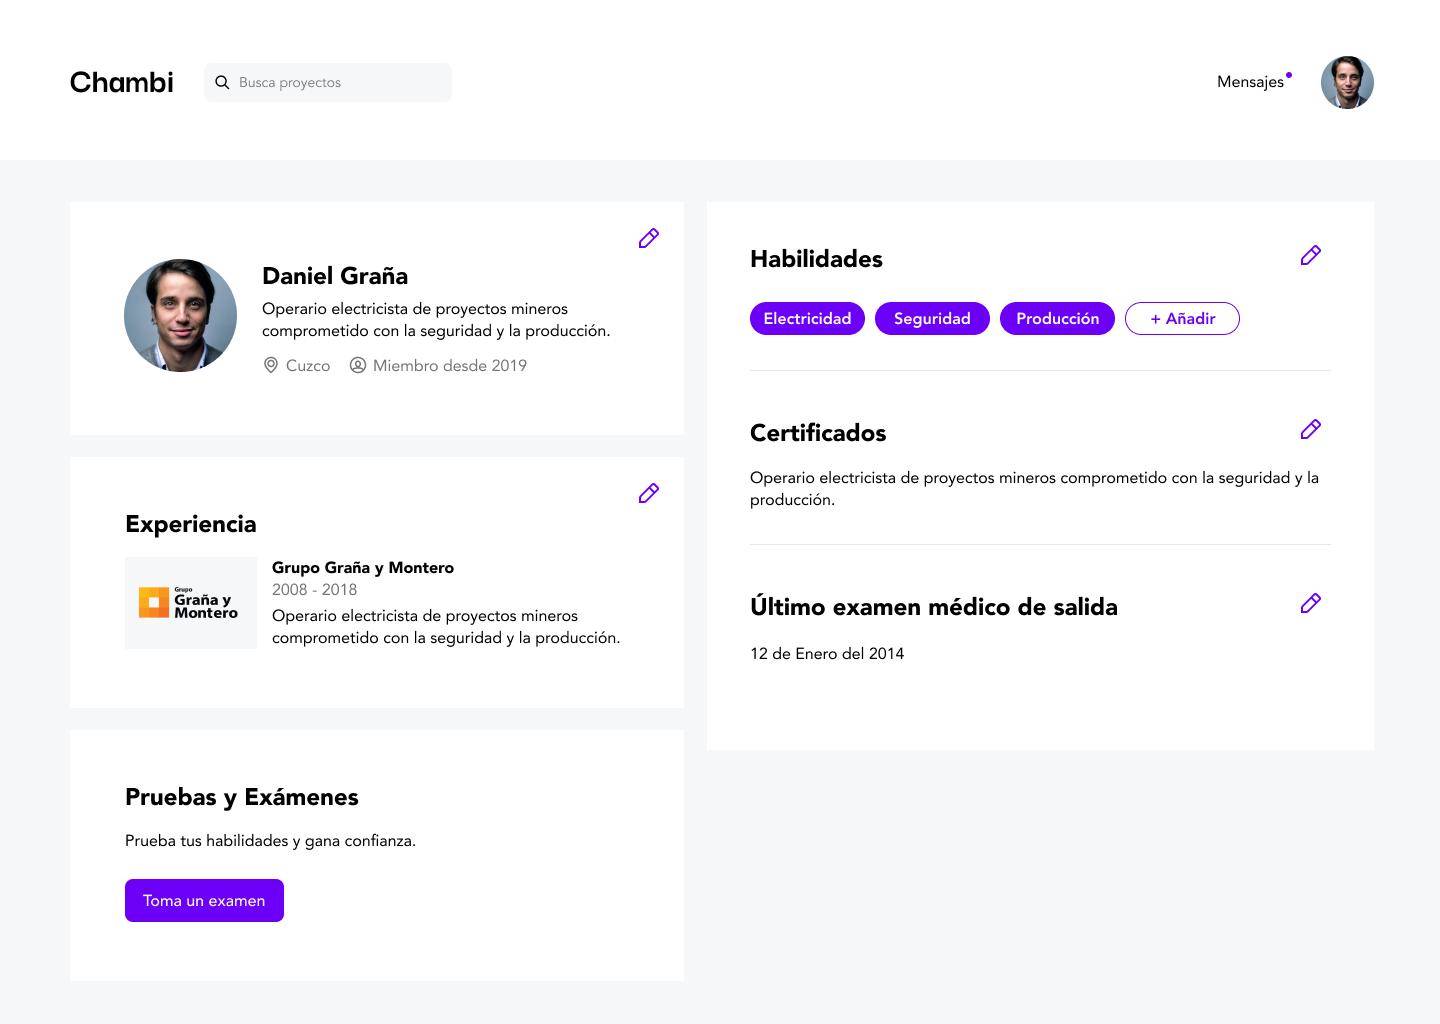 Chambi
Busca proyectos
Mensajes
Daniel Graña
Operario electricista de proyectos mineros
comprometido con la seguridad y la producción.
Cuzco
Miembro desde 2019
Experiencia
Grupo
Graña y
Montero
Grupo Graña y Montero
2008 - 2018
Operario electricista de proyectos mineros
comprometido con la seguridad y la producción.
Pruebas y Exámenes
Prueba tus habilidades y gana confianza.
Toma un examen
Habilidades
Electricidad
Seguridad
Producción
+ Añadir
Certificados
Operario electricista de proyectos mineros comprometido con la seguridad y la
producción.
Último examen médico de salida
12 de Enero del 2014